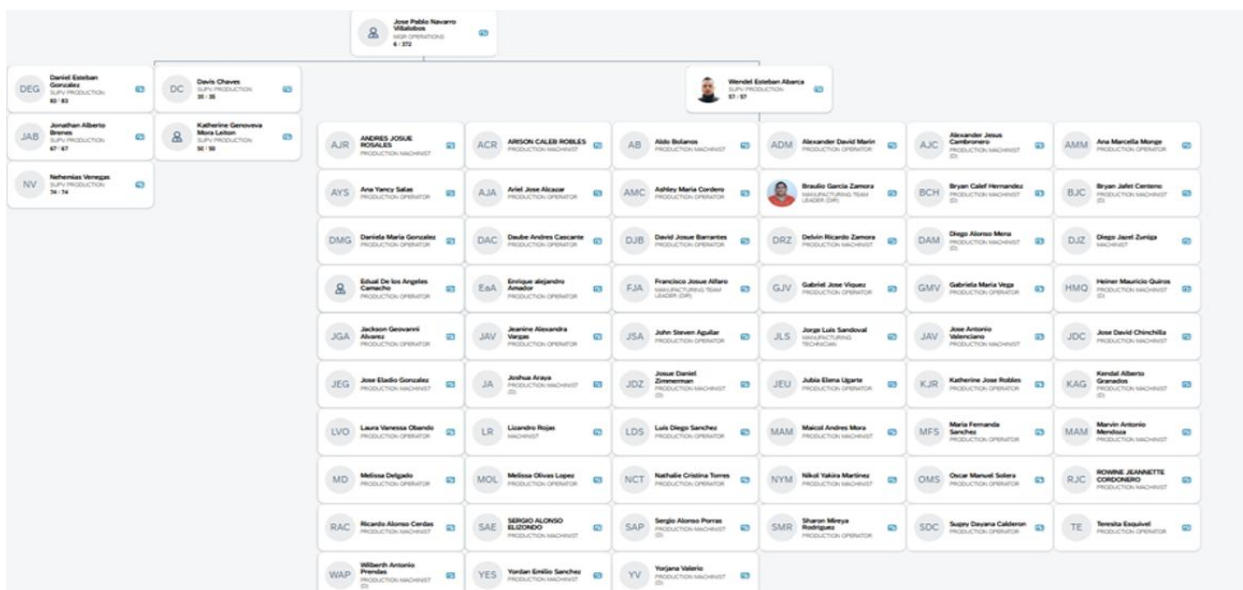 Jose Pablo Navarro
Villalobos
MGR OPERATIONS
6 / 372
DEG
Daniel Esteban
Gonzalez
SUPV PRODUCTION
83 / 83
DC
Davis Chaves
SUPV PRODUCTION
35 / 35
Wendel Esteban Abarca
SUPV PRODUCTION
57 / 57
JAB
Jonathan Alberto
Brenes
SUPV PRODUCTION
67 / 67
Katherine Genoveva
Mora Leiton
SUPV PRODUCTION
50 / 50
NV
Nehemias Venegas
SUPV PRODUCTION
74 / 74
AJR
ANDRES JOSUE
ROSALES
PRODUCTION MACHINIST
ACR
ARISON CALEB ROBLES
PRODUCTION MACHINIST
AB
Aldo Bolanos
PRODUCTION MACHINIST
ADM
Alexander David Marin
PRODUCTION OPERATOR
AJC
Alexander Jesus
Cambronero
PRODUCTION MACHINIST
(D)
AMM
Ana Marcella Monge
PRODUCTION OPERATOR
AYS
Ana Yancy Salas
PRODUCTION OPERATOR
AJA
Ariel Jose Alcazar
PRODUCTION OPERATOR
AMC
Ashley Maria Cordero
PRODUCTION OPERATOR
Braulio Garcia Zamora
MANUFACTURING TEAM
LEADER (DIR)
BCH
Bryan Calef Hernandez
PRODUCTION MACHINIST
(D)
BJC
Bryan Jafet Centeno
PRODUCTION MACHINIST
(D)
DMG
Daniela Maria Gonzalez
PRODUCTION OPERATOR
DAC
Daube Andres Cascante
PRODUCTION OPERATOR
DJB
David Josue Barrantes
PRODUCTION OPERATOR
DRZ
Delvin Ricardo Zamora
PRODUCTION MACHINIST
DAM
Diego Alonso Mena
PRODUCTION MACHINIST
(D)
DJZ
Diego Jazel Zuniga
MACHINIST
Edual De los Angeles
Camacho
PRODUCTION OPERATOR
EaA
Enrique alejandro
Amador
PRODUCTION OPERATOR
FJA
Francisco Josue Alfaro
MANUFACTURING TEAM
LEADER (DIR)
GJV
Gabriel Jose Viquez
PRODUCTION OPERATOR
GMV
Gabriela Maria Vega
PRODUCTION OPERATOR
HMQ
Heiner Mauricio Quiros
PRODUCTION MACHINIST
(D)
JGA
Jackson Geovanni
Alvarez
PRODUCTION OPERATOR
JAV
Jeanine Alexandra
Vargas
PRODUCTION OPERATOR
JSA
John Steven Aguilar
PRODUCTION OPERATOR
JLS
Jorge Luis Sandoval
MANUFACTURING
TECHNICIAN
JAV
Jose Antonio
Valenciano
PRODUCTION MACHINIST
JDC
Jose David Chinchilla
PRODUCTION MACHINIST
JEG
Jose Eladio Gonzalez
PRODUCTION MACHINIST
JA
Joshua Araya
PRODUCTION MACHINIST
(D)
JDZ
Josue Daniel
Zimmerman
PRODUCTION MACHINIST
(D)
JEU
Jubia Elena Ugarte
PRODUCTION OPERATOR
KJR
Katherine Jose Robles
PRODUCTION MACHINIST
KAG
Kendal Alberto
Granados
PRODUCTION MACHINIST
(D)
LVO
Laura Vanessa Obando
PRODUCTION OPERATOR
LR
Lizandro Rojas
MACHINIST
LDS
Luis Diego Sanchez
PRODUCTION OPERATOR
MAM
Maicol Andres Mora
PRODUCTION MACHINIST
MFS
Maria Fernanda
Sanchez
PRODUCTION OPERATOR
MAM
Marvin Antonio
Mendoza
PRODUCTION MACHINIST
MD
Melissa Delgado
PRODUCTION OPERATOR
MOL
Melissa Olivas Lopez
PRODUCTION MACHINIST
NCT
Nathalie Cristina Torres
PRODUCTION OPERATOR
NYM
Nikol Yakira Martinez
PRODUCTION MACHINIST
OMS
Oscar Manuel Solera
PRODUCTION OPERATOR
RJC
ROWINE JEANNETTE
CORDONERO
PRODUCTION MACHINIST
RAC
Ricardo Alonso Cerdas
PRODUCTION MACHINIST
SAE
SERGIO ALONSO
ELIZONDO
PRODUCTION MACHINIST
SAP
Sergio Alonso Porras
PRODUCTION MACHINIST
(D)
SMR
Sharon Mireya
Rodriguez
PRODUCTION OPERATOR
SDC
Sugey Dayana Calderon
PRODUCTION OPERATOR
TE
Teresita Esquivel
PRODUCTION OPERATOR
WAP
Wilberth Antonio
Prendas
PRODUCTION MACHINIST
(D)
YES
Yordan Emilio Sanchez
PRODUCTION MACHINIST
YV
Yorjana Valerio
PRODUCTION MACHINIST
(D)